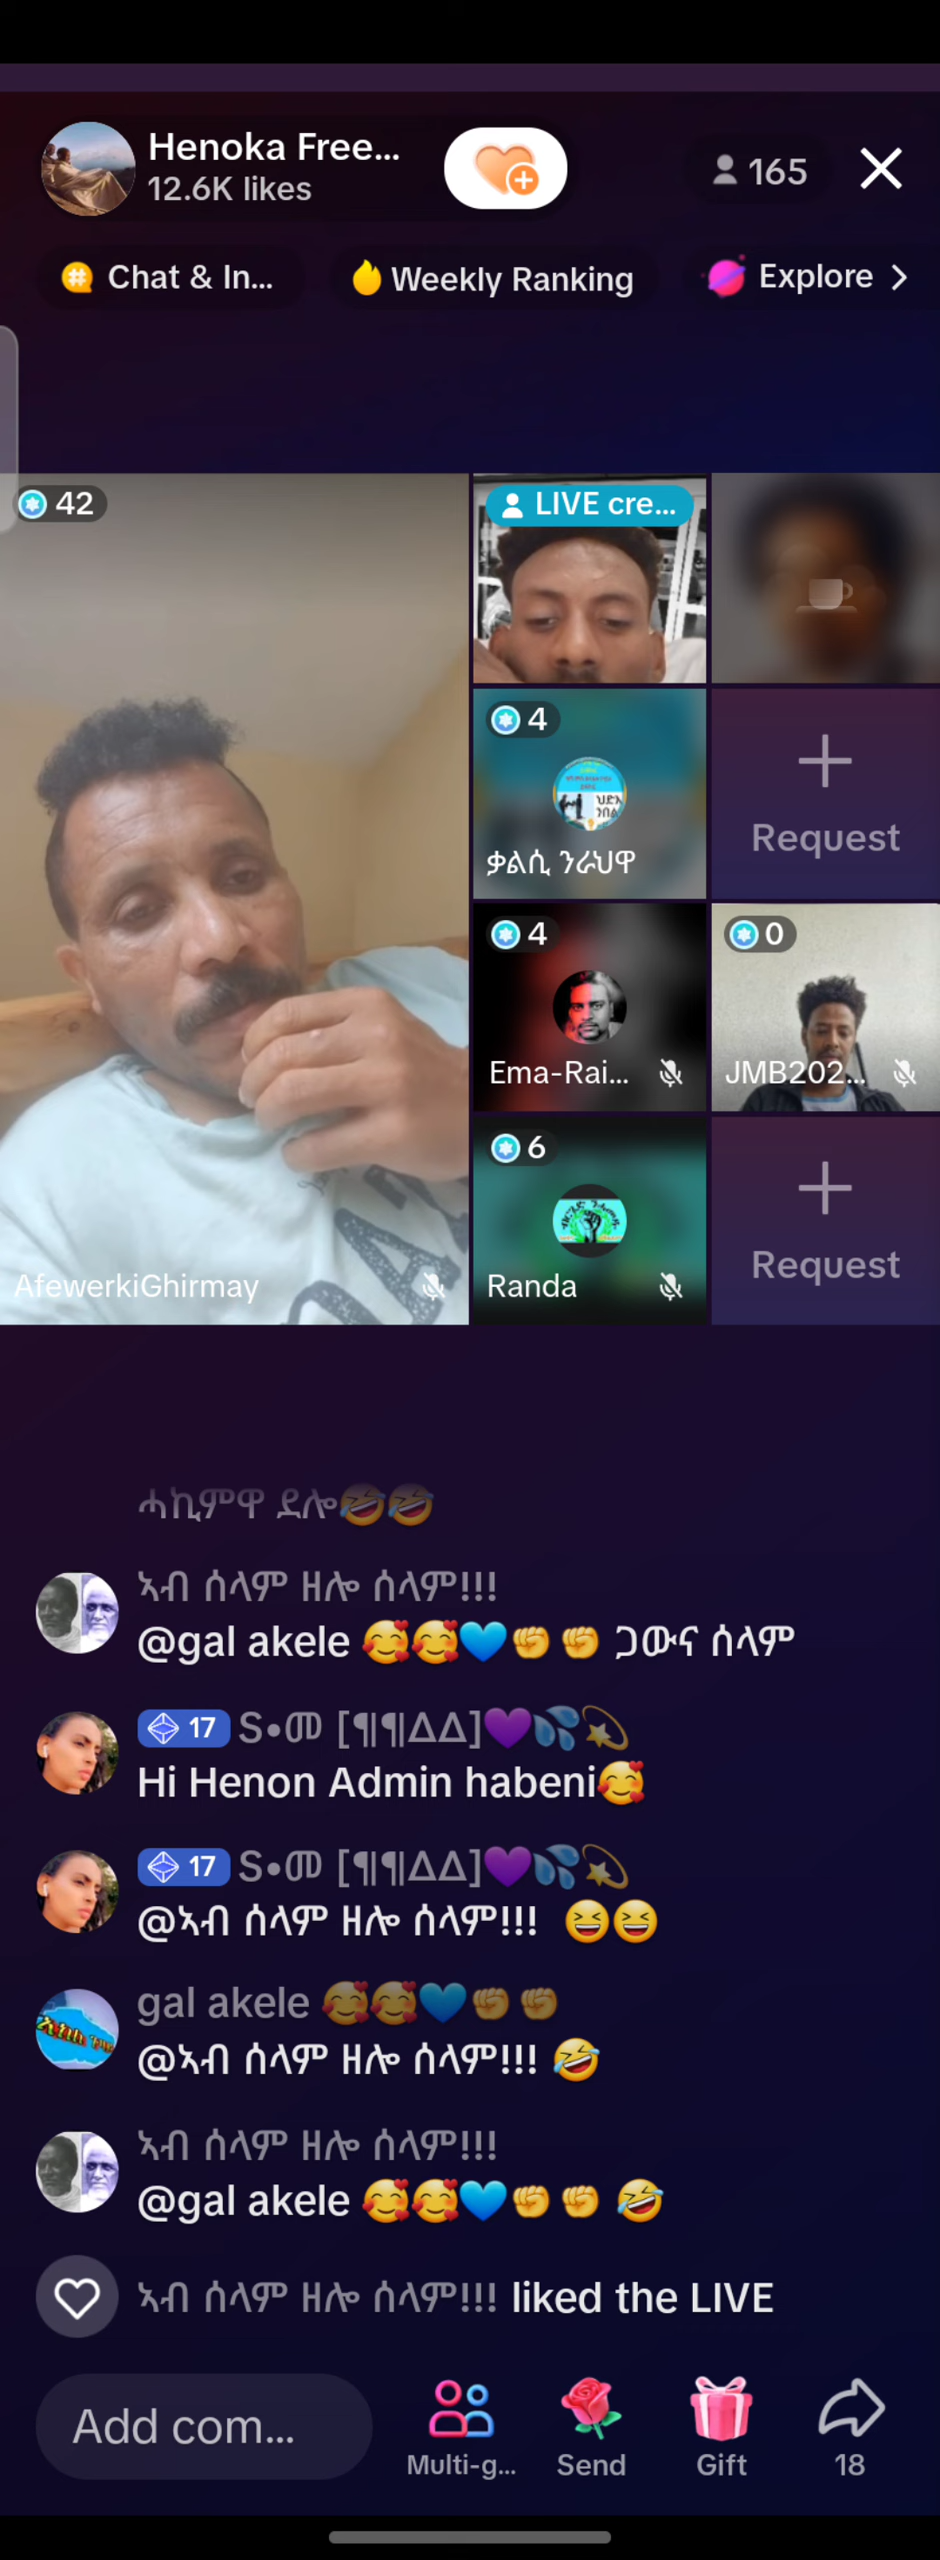 Henoka Free...
12.6K likes
165
Chat & In...
Weekly Ranking
Explore
42
LIVE cre...
4
ቃልሲ ንራህዋ
Request
4
0
Ema-Rai...
JMB202...
6
Request
AfewerkiGhirmay
Randa
ሓኪምዋ ደሎ🤣🤣
ኣብ ሰላም ዘሎ ሰላም!!!
@gal akele 🥰🥰💙✊✊ ጋውና ሰላም
17 S•መ [¶¶∆∆]💜💦💫
Hi Henon Admin habeni🥰
17 S•መ [¶¶∆∆]💜💦💫
@ኣብ ሰላም ዘሎ ሰላም!!! 😆😆
gal akele 🥰🥰💙✊✊
@ኣብ ሰላም ዘሎ ሰላም!!! 🤣
ኣብ ሰላም ዘሎ ሰላም!!!
@gal akele 🥰🥰💙✊✊ 🤣
ኣብ ሰላም ዘሎ ሰላም!!! liked the LIVE
Add com...
Multi-g...
Send
Gift
18